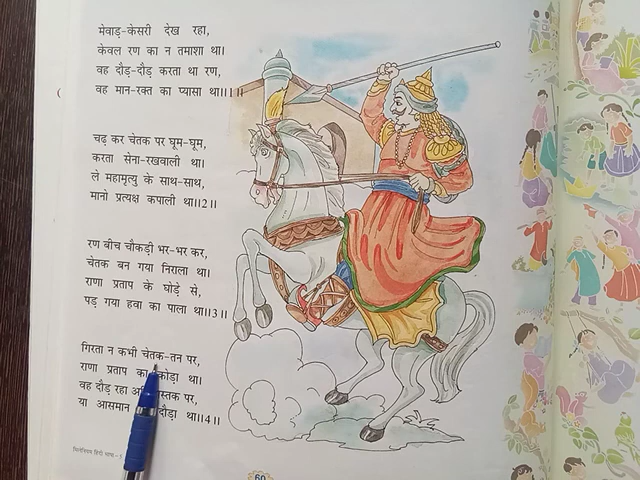 मेवाड़-केसरी देख रहा,
केवल रण का न तमाशा था।
वह दौड़-दौड़ करता था रण,
वह मान-रक्त का प्यासा था॥1॥
चढ़ कर चेतक पर घूम-घूम,
करता सेना-रखवाली था।
ले महामृत्यु के साथ-साथ,
मानो प्रत्यक्ष कपाली था॥2॥
रण बीच चौकड़ी भर-भर कर,
चेतक बन गया निराला था।
राणा प्रताप के घोड़े से,
पड़ गया हवा का पाला था॥3॥
गिरता न कभी चेतक-तन पर,
राणा प्रताप का कोड़ा था।
वह दौड़ रहा पर,
या आसमान था॥4॥
हिंदी
60